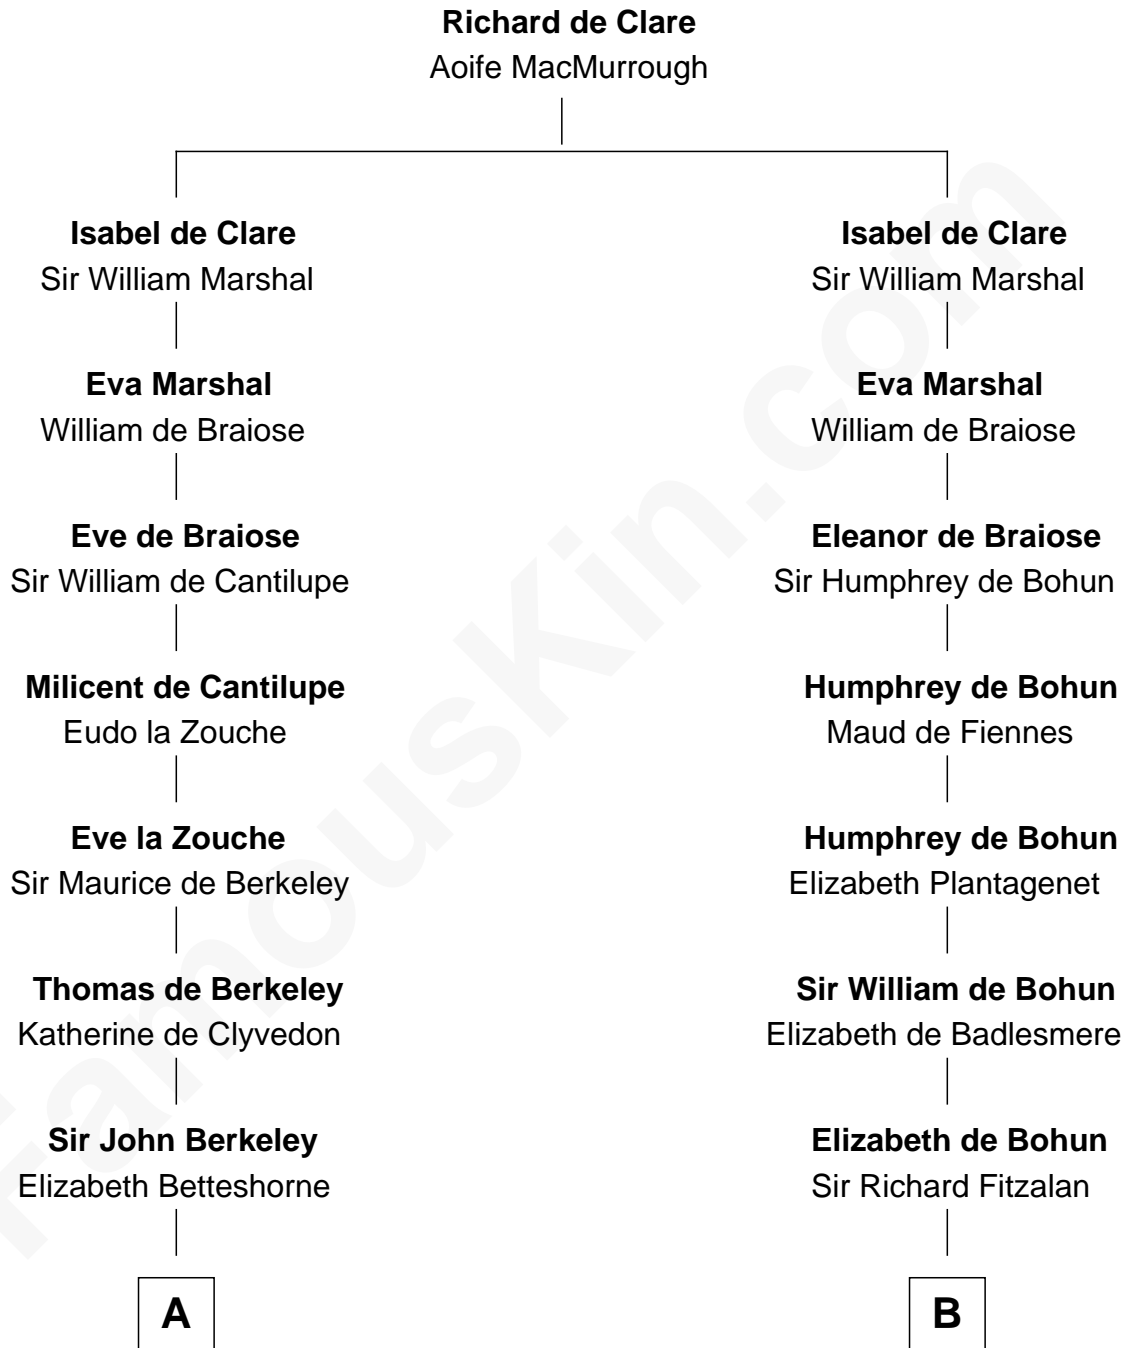 Richard de Clare
Aoife MacMurrough
Isabel de Clare
Sir William Marshal
Eva Marshal
William de Braiose
Eve de Braiose
Sir William de Cantilupe
Milicent de Cantilupe
Eudo la Zouche
Eve la Zouche
Sir Maurice de Berkeley
Thomas de Berkeley
Katherine de Clyvedon
Sir John Berkeley
Elizabeth Betteshorne
A
Isabel de Clare
Sir William Marshal
Eva Marshal
William de Braiose
Eleanor de Braiose
Sir Humphrey de Bohun
Humphrey de Bohun
Maud de Fiennes
Humphrey de Bohun
Elizabeth Plantagenet
Sir William de Bohun
Elizabeth de Badlesmere
Elizabeth de Bohun
Sir Richard Fitzalan
B
FamousKin.com